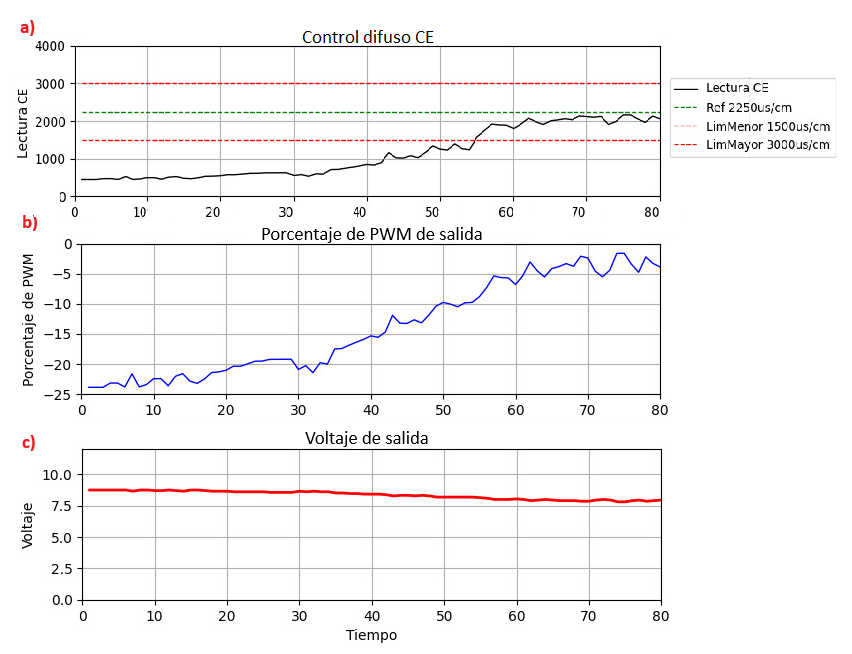 a)
Control difuso CE
4000
3000
2000
1000
0
Lectura CE
0 10 20 30 40 50 60 70 80
Lectura CE
Ref 2250us/cm
LimMenor 1500us/cm
LimMayor 3000us/cm
b)
Porcentaje de PWM de salida
0
−5
−10
−15
−20
−25
Porcentaje de PWM
0 10 20 30 40 50 60 70 80
c)
Voltaje de salida
10.0
7.5
5.0
2.5
0.0
Voltaje
0 10 20 30 40 50 60 70 80
Tiempo